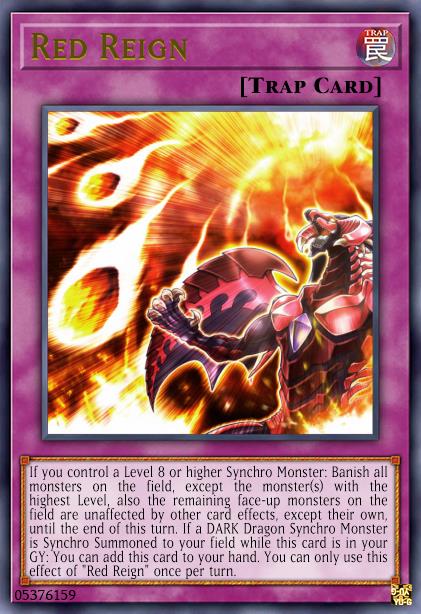 Red Reign
TRAP
罠
[Trap Card]
If you control a Level 8 or higher Synchro Monster: Banish all
monsters on the field, except the monster(s) with the
highest Level, also the remaining face-up monsters on the
field are unaffected by other card effects, except their own,
until the end of this turn. If a DARK Dragon Synchro Monster
is Synchro Summoned to your field while this card is in your
GY: You can add this card to your hand. You can only use this
effect of "Red Reign" once per turn.
05376159